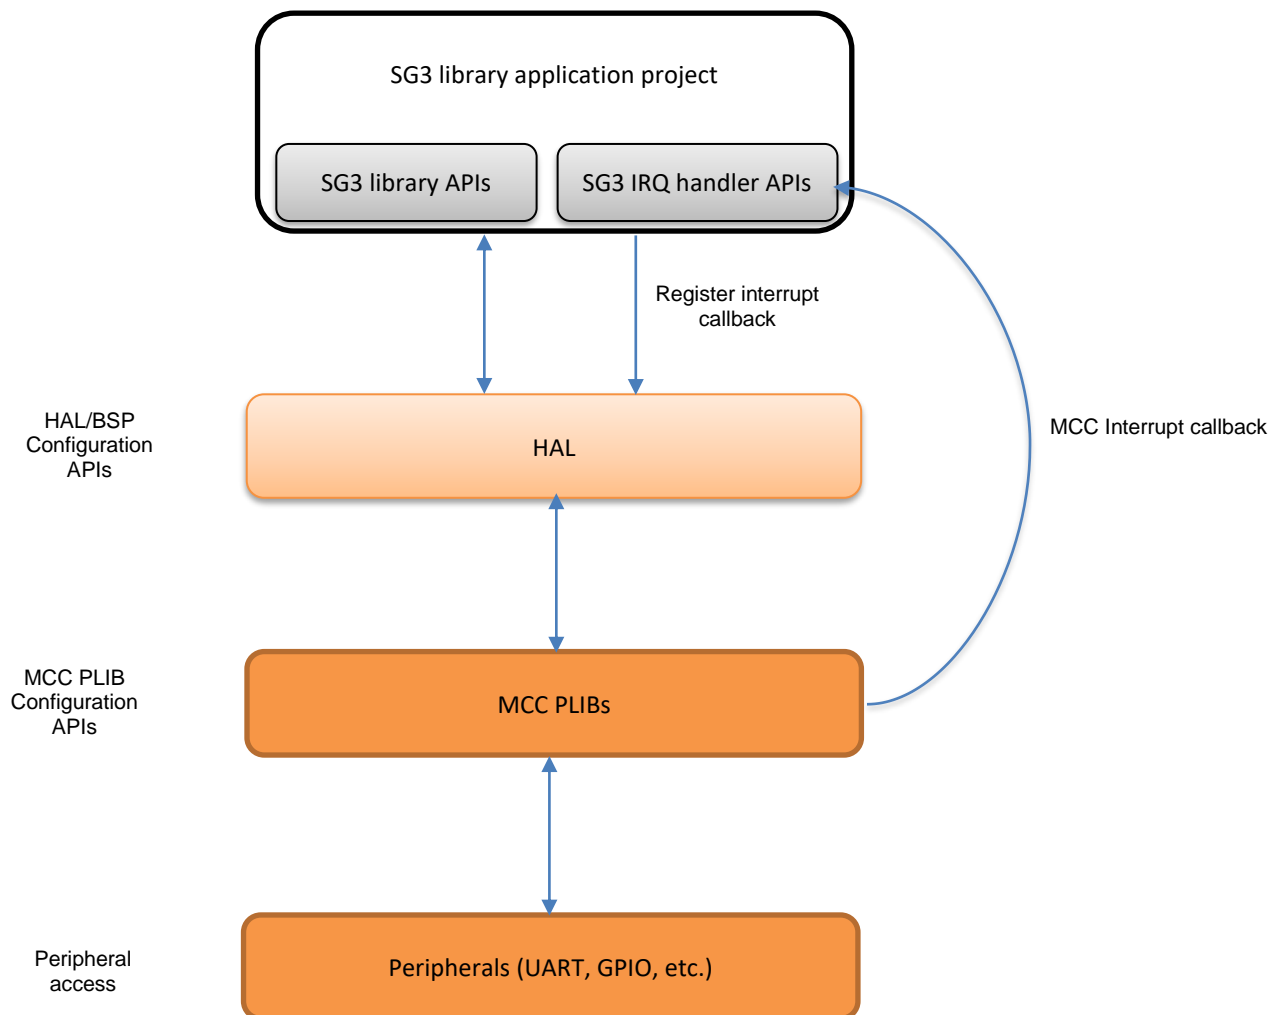 SG3 library application project
SG3 library APIs
SG3 IRQ handler APIs
Register interrupt
callback
HAL/BSP
Configuration
APIs
HAL
MCC Interrupt callback
MCC PLIB
Configuration
APIs
MCC PLIBs
Peripheral
access
Peripherals (UART, GPIO, etc.)